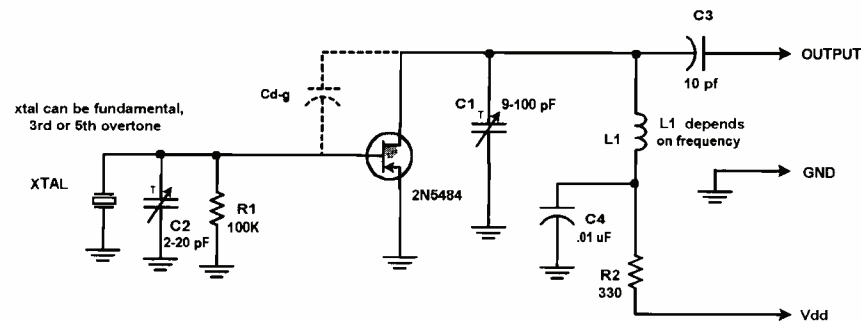 C3
OUTPUT
10 pf
xtal can be fundamental,
3rd or 5th overtone
Cd-g
C1
T
9-100 pF
L1
L1 depends
on frequency
XTAL
T
C2
2-20 pF
R1
100K
2N5484
GND
C4
.01 uF
R2
330
Vdd